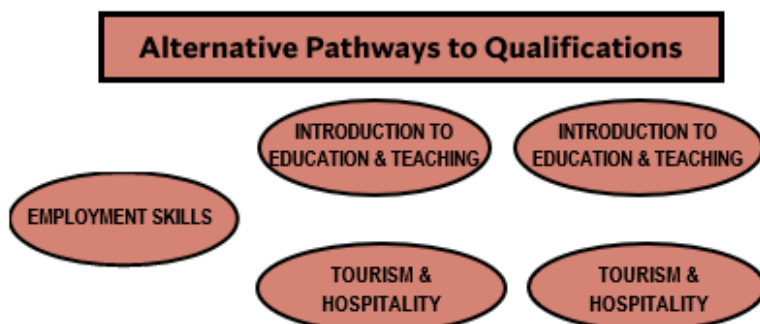 Alternative Pathways to Qualifications
INTRODUCTION TO
EDUCATION & TEACHING
INTRODUCTION TO
EDUCATION & TEACHING
EMPLOYMENT SKILLS
TOURISM &
HOSPITALITY
TOURISM &
HOSPITALITY